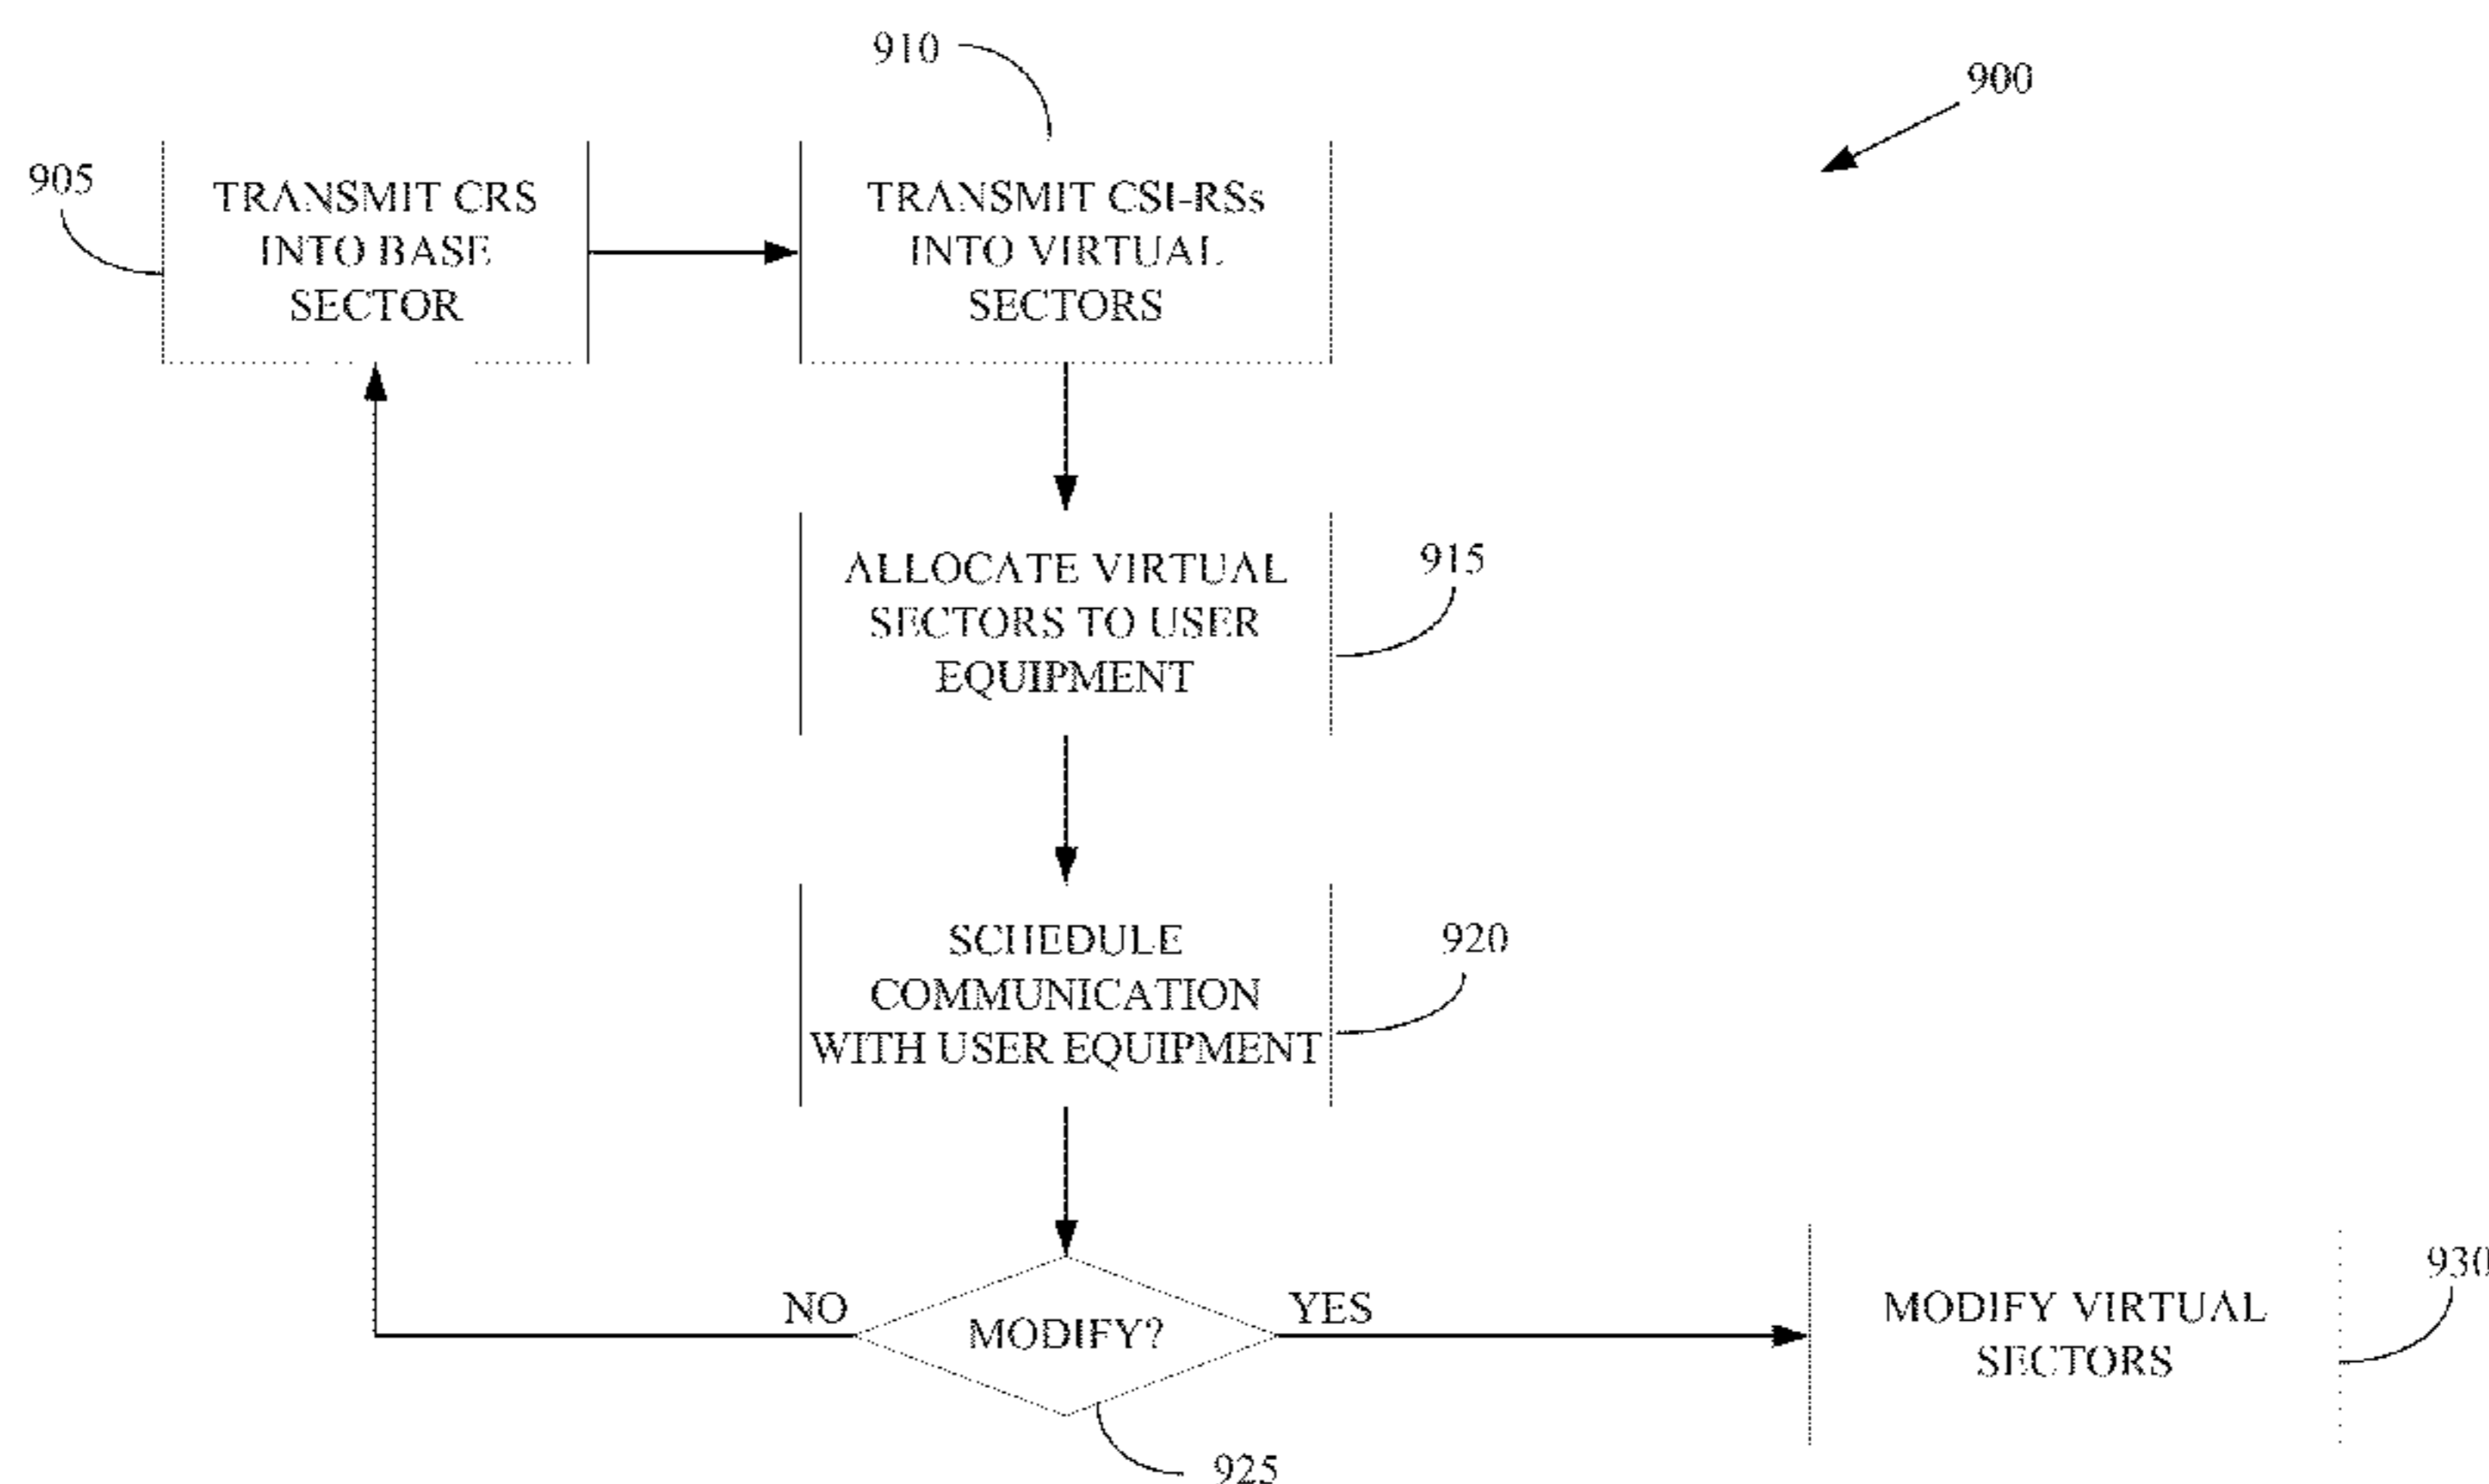 910
900
905
TRANSMIT CRS
INTO BASE
SECTOR
TRANSMIT CSI-RSs
INTO VIRTUAL
SECTORS
ALLOCATE VIRTUAL
SECTORS TO USER
EQUIPMENT
915
SCHEDULE
COMMUNICATION
WITH USER EQUIPMENT
920
NO
MODIFY?
YES
925
MODIFY VIRTUAL
SECTORS
930